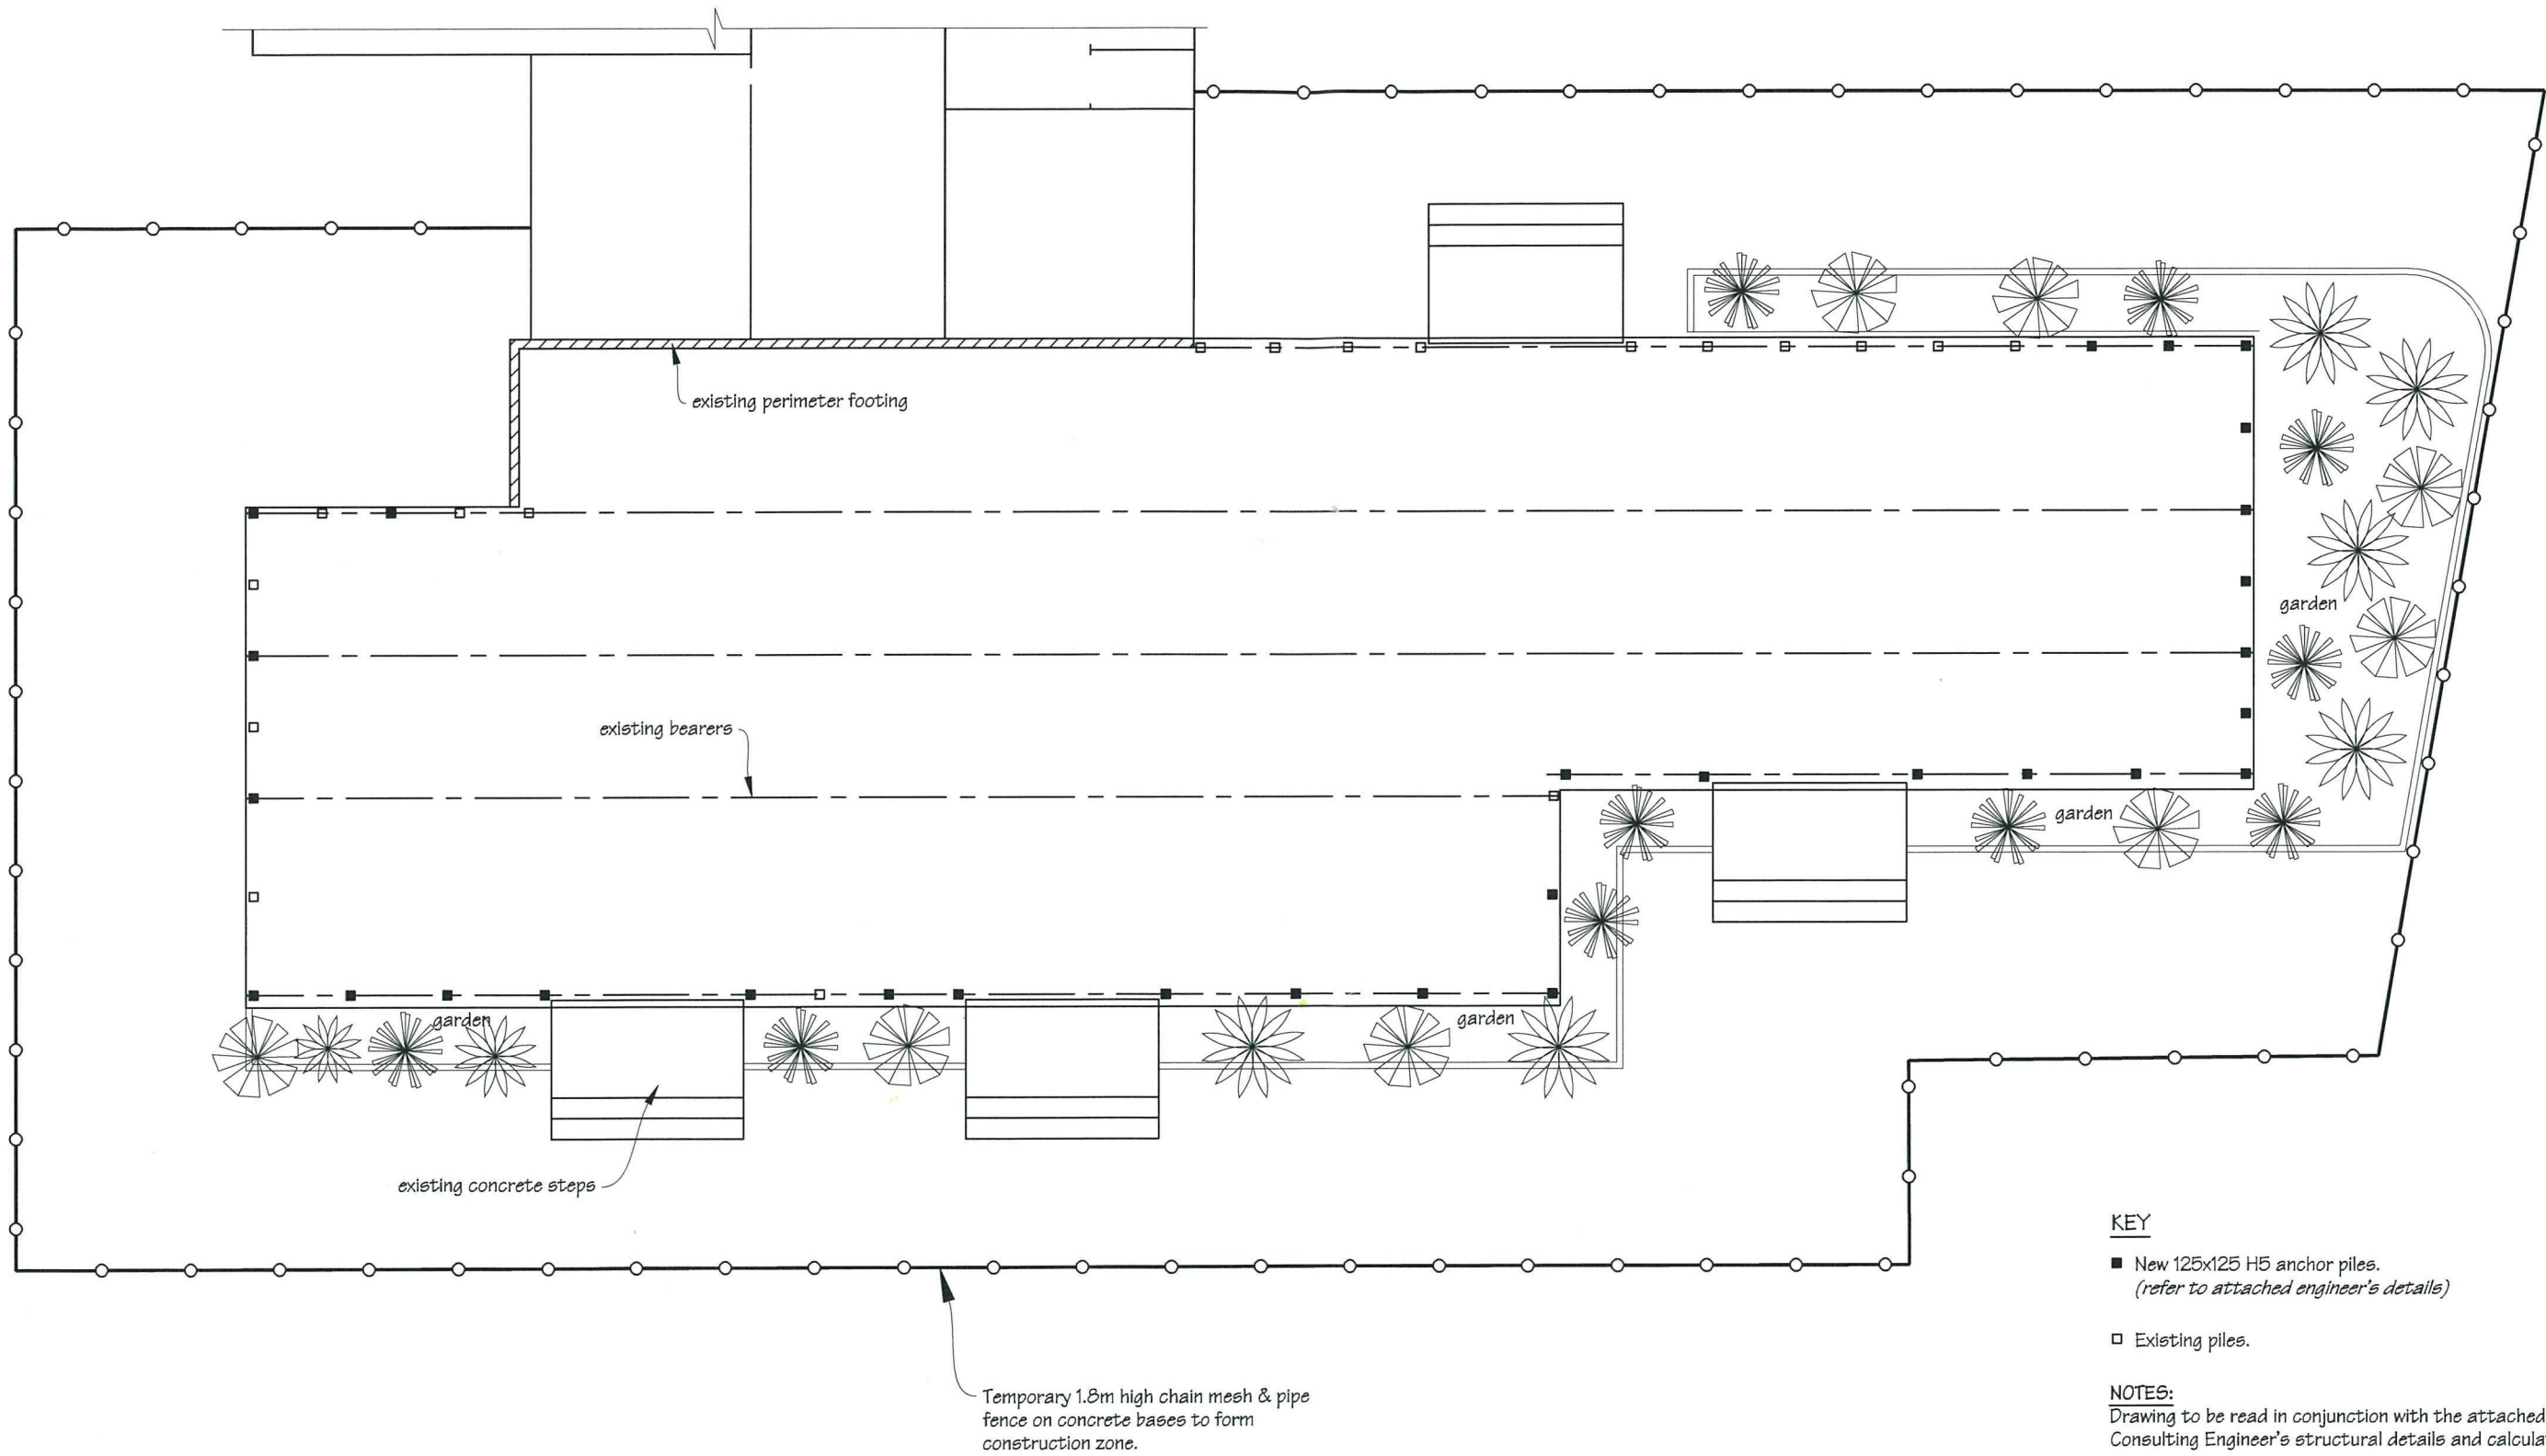 existing perimeter footing
existing bearers
garden
garden
garden
garden
existing concrete steps
Temporary 1.8m high chain mesh & pipe
fence on concrete bases to form
construction zone.
KEY
New 125x125 H5 anchor piles.
(refer to attached engineer's details)
Existing piles.
NOTES:
Drawing to be read in conjunction with the attached
Consulting Engineer's structural details and calcula